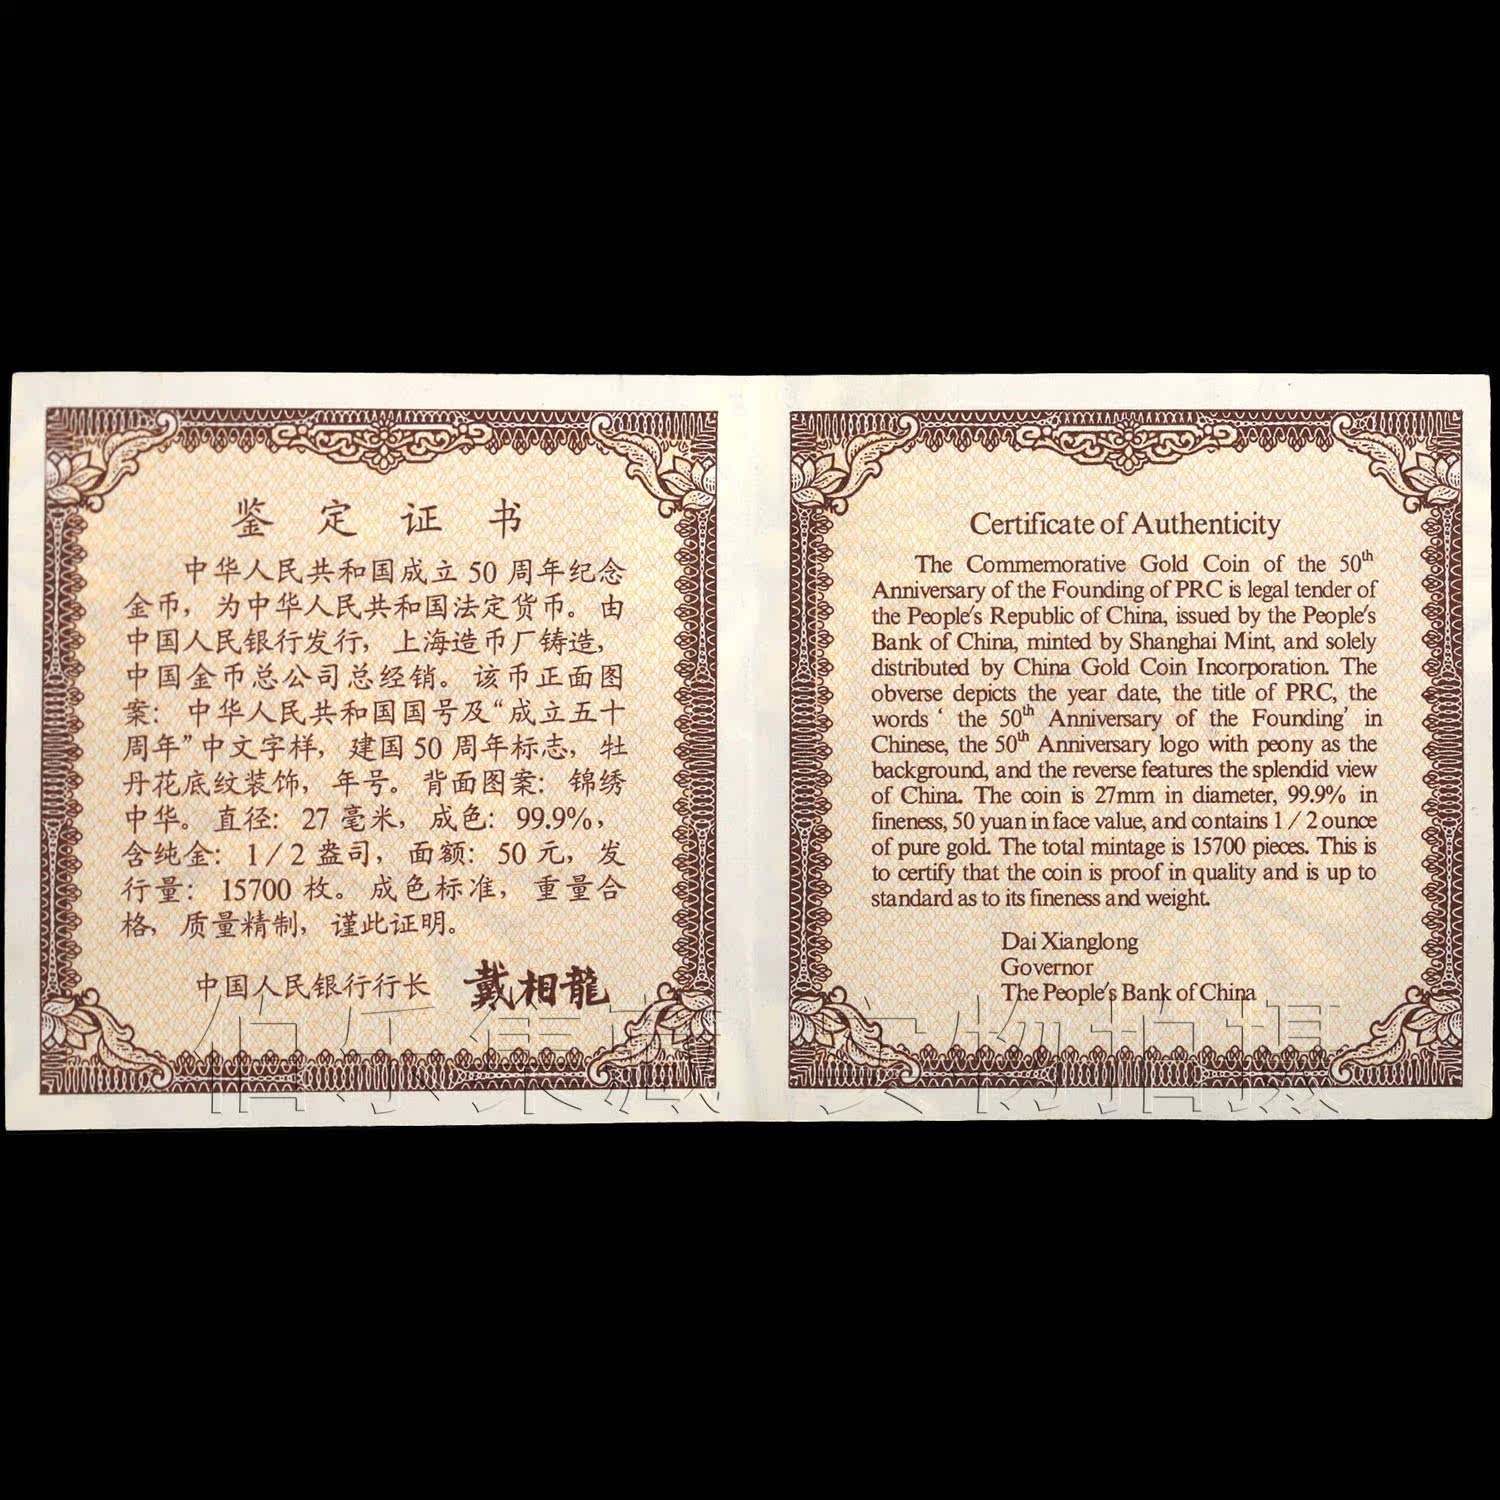 鉴定证书
中华人民共和国成立50周年纪念
金币，为中华人民共和国法定货币。由
中国人民银行发行，上海造币厂铸造，
中国金币总公司总经销。该币正面图
案：中华人民共和国国号及“成立五十
周年”中文字样，建国50周年标志，牡
丹花底纹装饰，年号。背面图案：锦绣
中华。直径：27毫米，成色：99.9%，
含纯金：1/2盎司，面额：50元，发
行量：15700枚。成色标准，重量合
格，质量精制，谨此证明。
中国人民银行行长 戴相龍
Certificate of Authenticity
The Commemorative Gold Coin of the 50th
Anniversary of the Founding of PRC is legal tender of
the People's Republic of China, issued by the People's
Bank of China, minted by Shanghai Mint, and solely
distributed by China Gold Coin Incorporation. The
obverse depicts the year date, the title of PRC, the
words ‘ the 50th Anniversary of the Founding’ in
Chinese, the 50th Anniversary logo with peony as the
background, and the reverse features the splendid view
of China. The coin is 27mm in diameter, 99.9% in
fineness, 50 yuan in face value, and contains 1/2 ounce
of pure gold. The total mintage is 15700 pieces. This is
to certify that the coin is proof in quality and is up to
standard as to its fineness and weight.
Dai Xianglong
Governor
The People's Bank of China
伯乐集藏 实物拍摄